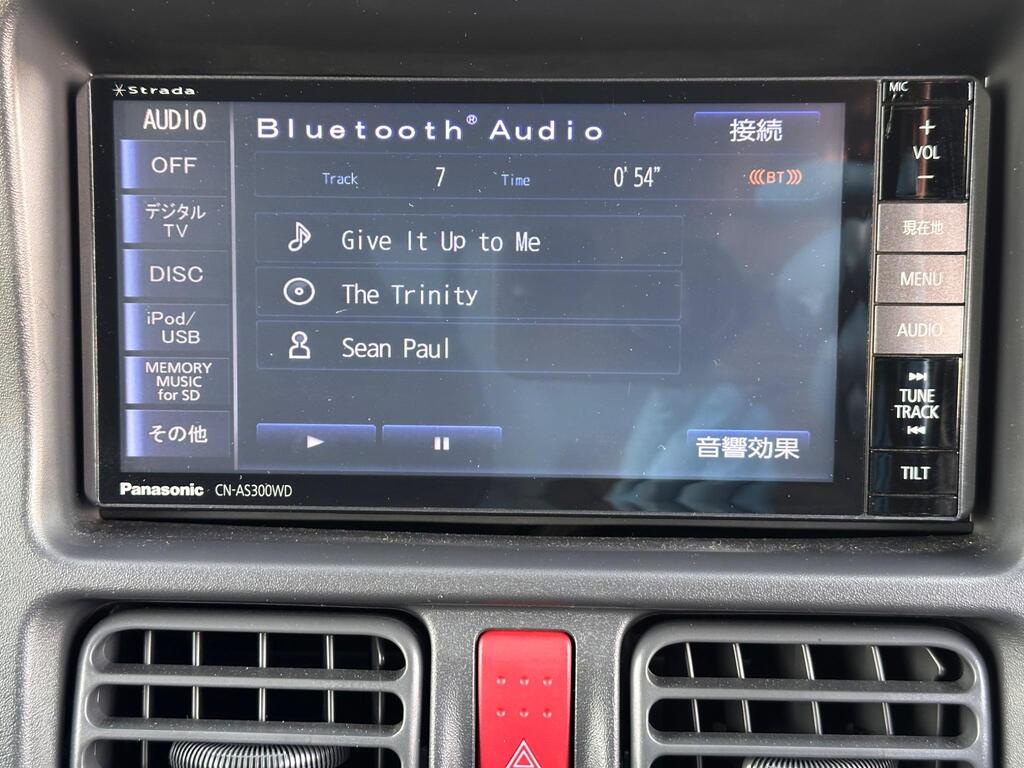 Strada
MIC
AUDIO
Bluetooth® Audio
接続
OFF
Track 7 Time 0'54" BT
デジタル
TV
DISC
iPod/
USB
MEMORY
MUSIC
for SD
その他
Give It Up to Me
The Trinity
Sean Paul
音響効果
+
VOL
−
現在地
MENU
AUDIO
TUNE
TRACK
TILT
Panasonic CN-AS300WD